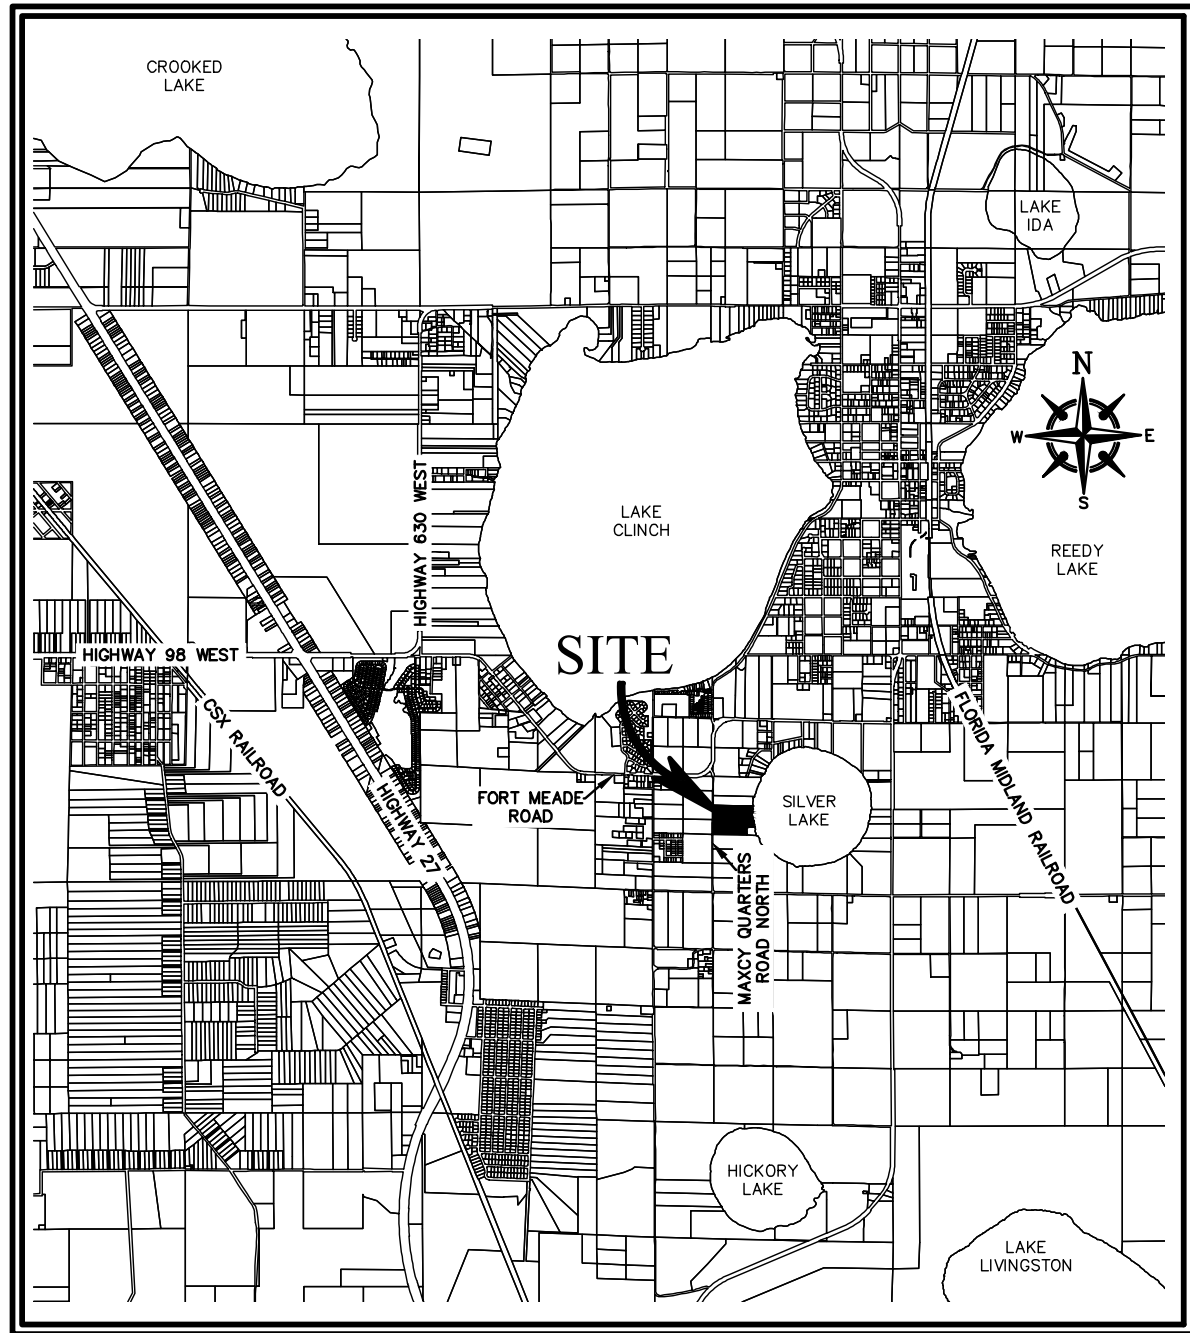 CROOKED
LAKE
LAKE
IDA
N
W
E
S
HIGHWAY 630 WEST
LAKE
CLINCH
REEDY
LAKE
HIGHWAY 98 WEST
SITE
CSX RAILROAD
FLORIDA MIDLAND RAILROAD
FORT MEADE
ROAD
HIGHWAY 27
SILVER
LAKE
MAXCY QUARTERS
ROAD NORTH
HICKORY
LAKE
LAKE
LIVINGSTON